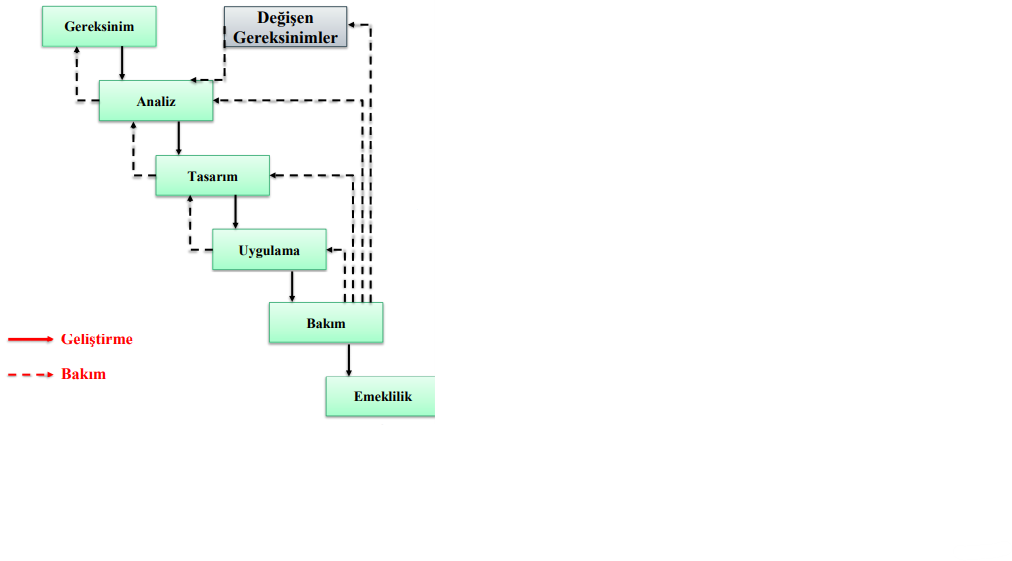 Gereksinim
Değişen
Gereksinimler
Analiz
Tasarım
Uygulama
Bakım
Geliştirme
Bakım
Emeklilik